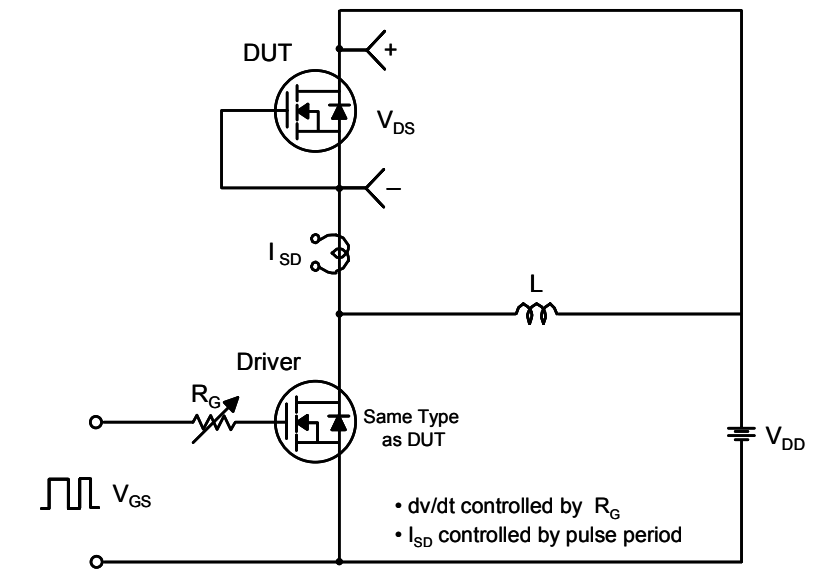 DUT
+
V_DS
−
I_SD
L
Driver
R_G
Same Type
as DUT
V_DD
V_GS
• dv/dt controlled by R_G
• I_SD controlled by pulse period